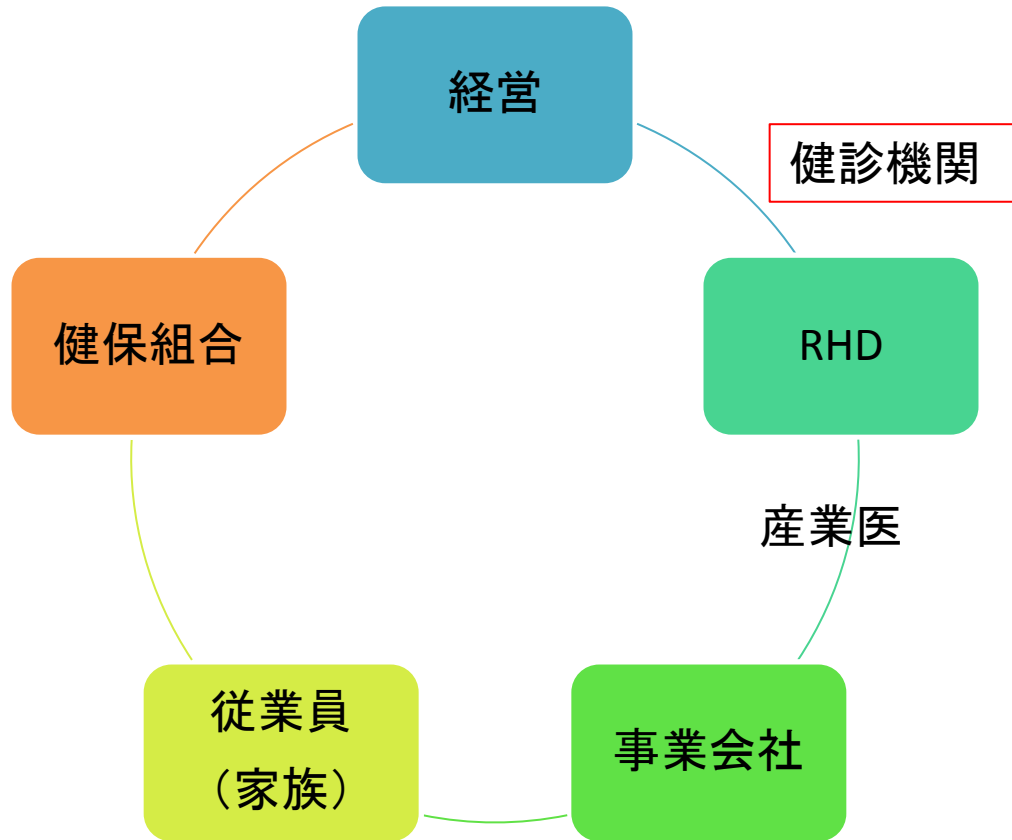 経営
健診機関
健保組合
RHD
産業医
従業員
（家族）
事業会社